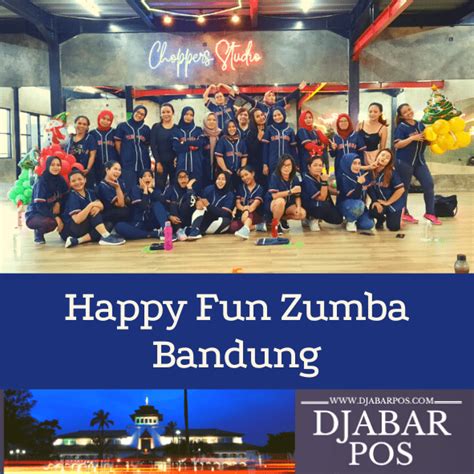 Choppers Studio
Happy Fun Zumba
Bandung
WWW.DJABARPOS.COM
DJABAR
POS